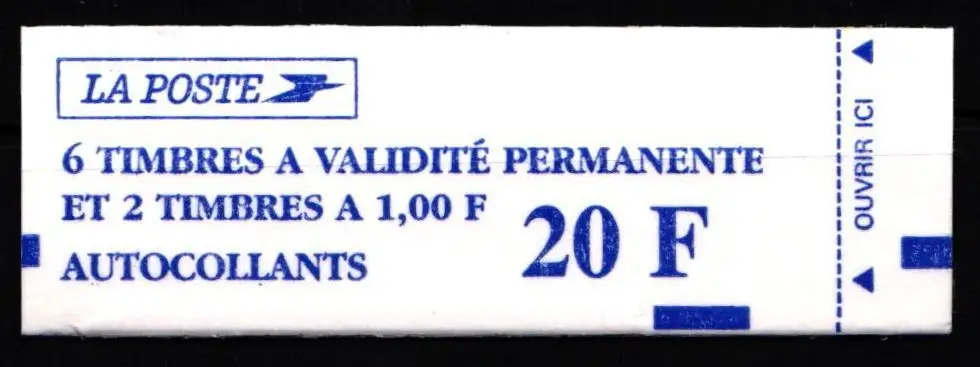 LA POSTE
6 TIMBRES A VALIDITÉ PERMANENTE
ET 2 TIMBRES A 1,00 F
AUTOCOLLANTS
20 F
OUVRIR ICI